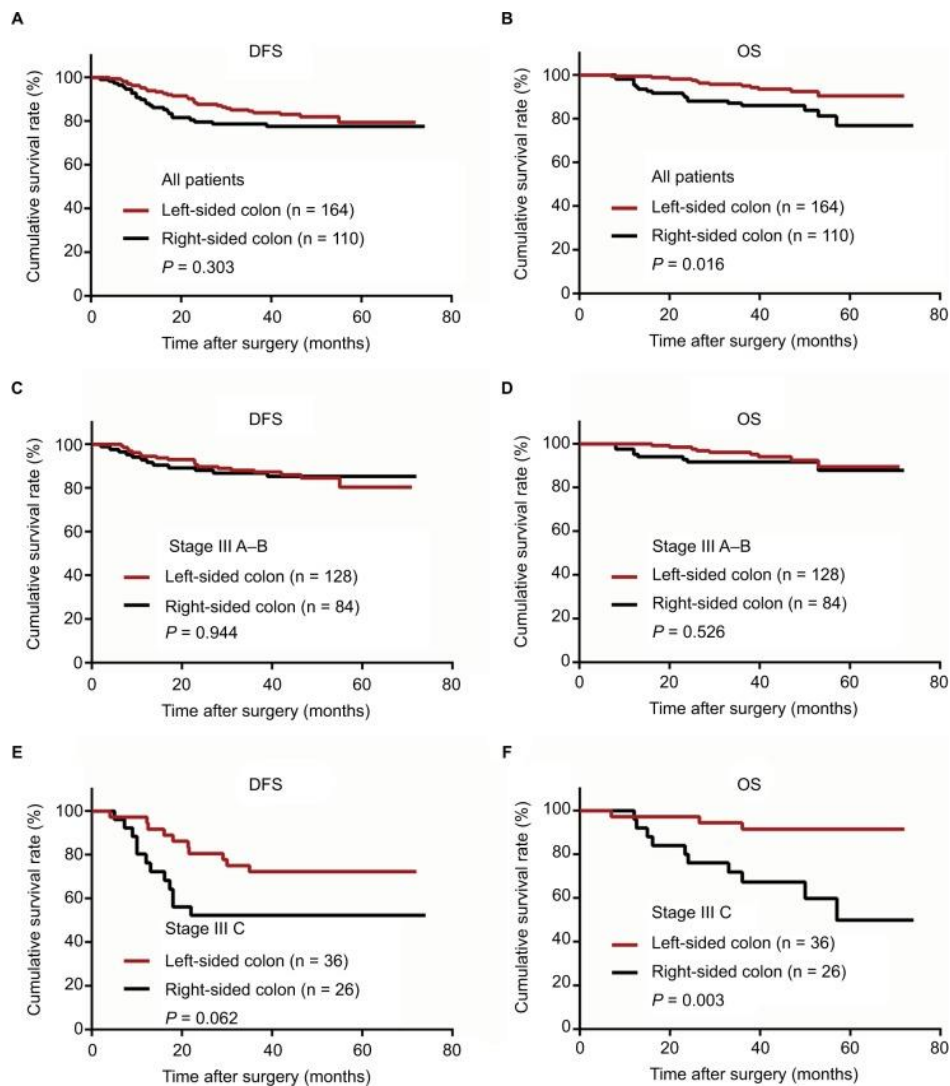 A
DFS
Cumulative survival rate (%)
100
80
60
40
20
0
All patients
Left-sided colon (n = 164)
Right-sided colon (n = 110)
P = 0.303
0 20 40 60 80
Time after surgery (months)
B
OS
Cumulative survival rate (%)
100
80
60
40
20
0
All patients
Left-sided colon (n = 164)
Right-sided colon (n = 110)
P = 0.016
0 20 40 60 80
Time after surgery (months)
C
DFS
Cumulative survival rate (%)
100
80
60
40
20
0
Stage III A–B
Left-sided colon (n = 128)
Right-sided colon (n = 84)
P = 0.944
0 20 40 60 80
Time after surgery (months)
D
OS
Cumulative survival rate (%)
100
80
60
40
20
0
Stage III A–B
Left-sided colon (n = 128)
Right-sided colon (n = 84)
P = 0.526
0 20 40 60 80
Time after surgery (months)
E
DFS
Cumulative survival rate (%)
100
80
60
40
20
0
Stage III C
Left-sided colon (n = 36)
Right-sided colon (n = 26)
P = 0.062
0 20 40 60 80
Time after surgery (months)
F
OS
Cumulative survival rate (%)
100
80
60
40
20
0
Stage III C
Left-sided colon (n = 36)
Right-sided colon (n = 26)
P = 0.003
0 20 40 60 80
Time after surgery (months)